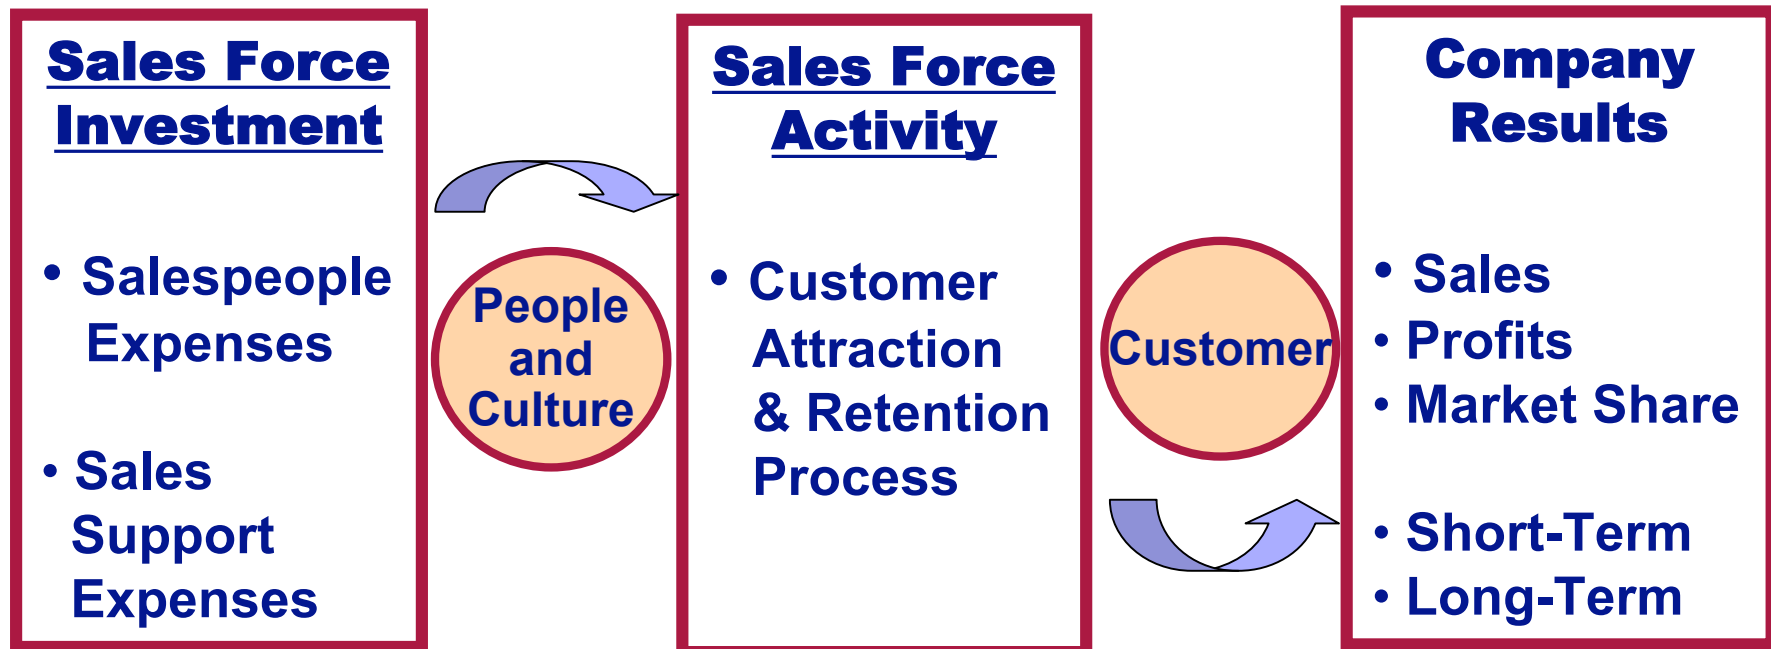 Sales Force
Investment
• Salespeople
Expenses
• Sales
Support
Expenses
People
and
Culture
Sales Force
Activity
• Customer
Attraction
& Retention
Process
Customer
Company
Results
• Sales
• Profits
• Market Share
• Short-Term
• Long-Term